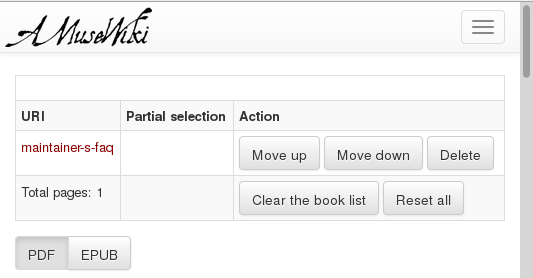 AMuseWiki
URI Partial selection Action
maintainer-s-faq Move up Move down Delete
Total pages: 1 Clear the book list Reset all
PDF EPUB